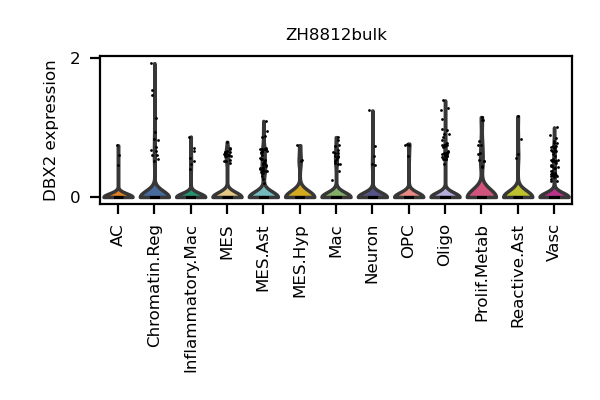 ZH8812bulk
DBX2 expression
2
0
AC
Chromatin.Reg
Inflammatory.Mac
MES
MES.Ast
MES.Hyp
Mac
Neuron
OPC
Oligo
Prolif.Metab
Reactive.Ast
Vasc